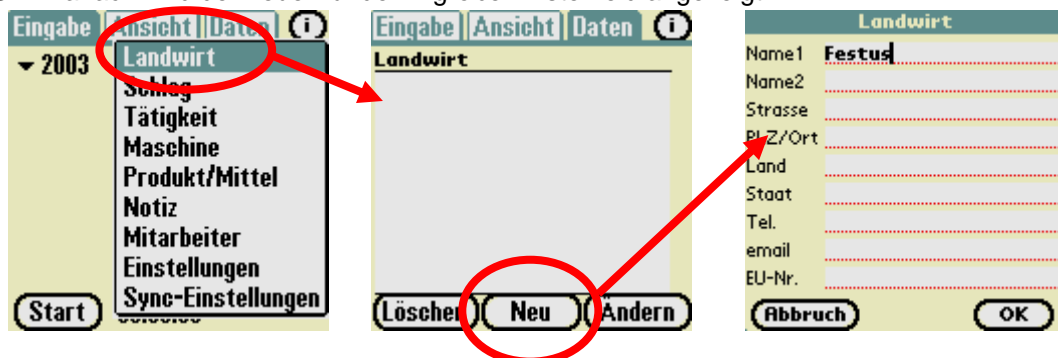 Eingabe Ansicht Daten i
2003
Landwirt
Schlag
Tätigkeit
Maschine
Produkt/Mittel
Notiz
Mitarbeiter
Einstellungen
Sync-Einstellungen
Start
Eingabe Ansicht Daten i
Landwirt
Löschen Neu Ändern
Landwirt
Name1 Festus
Name2
Strasse
PLZ/Ort
Land
Staat
Tel.
email
EU-Nr.
Abbruch OK